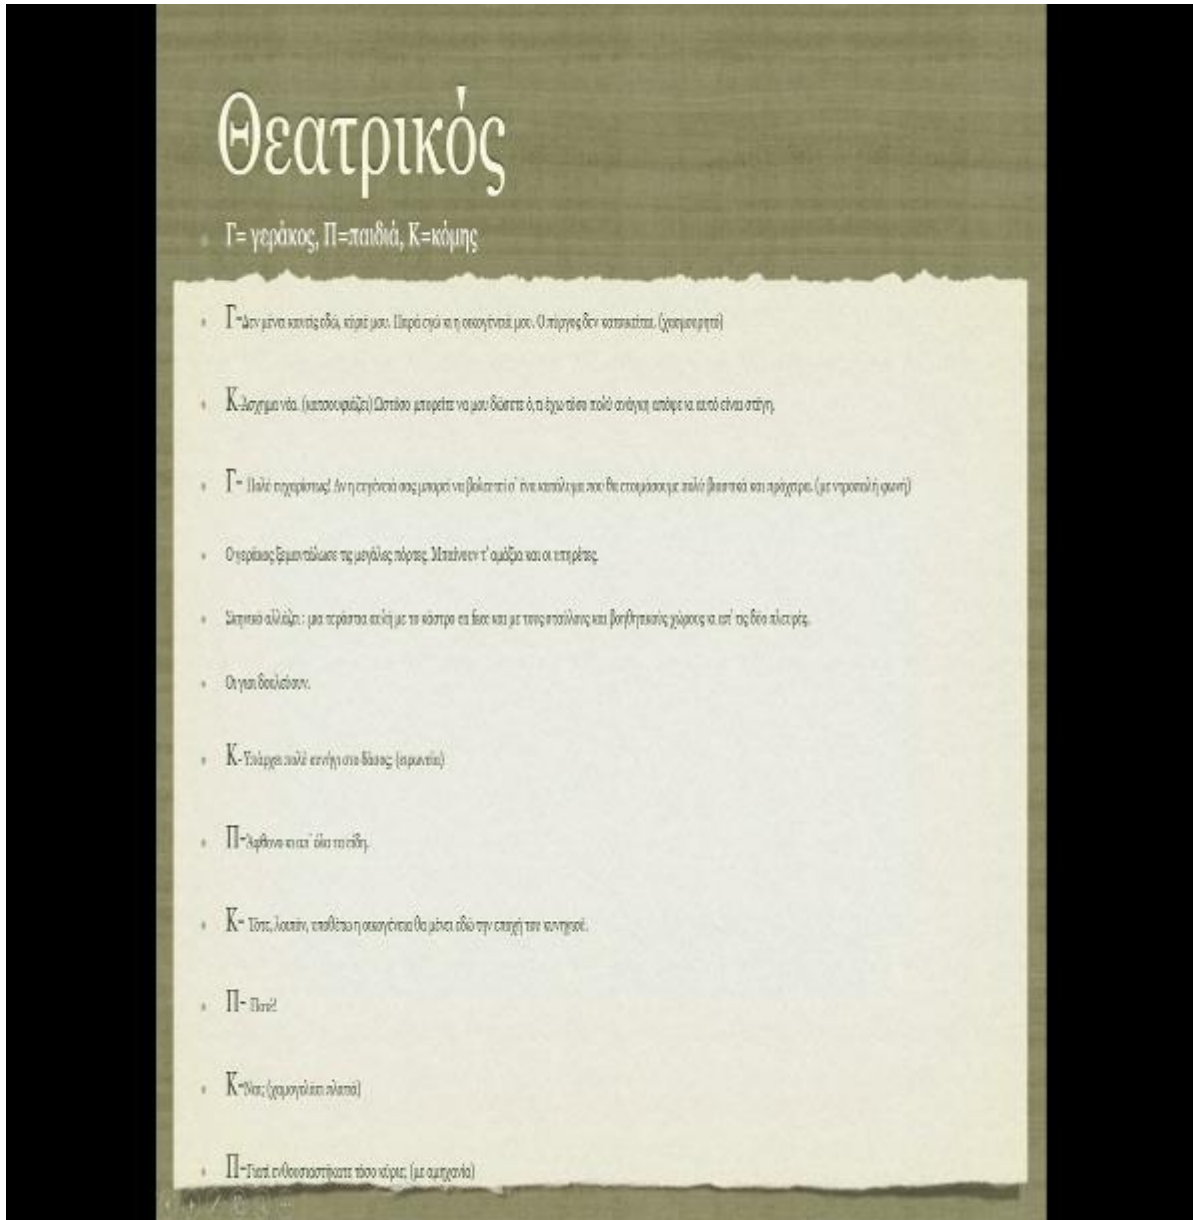 Θεατρικός
Γ= γεράκος, Π=παιδιά, Κ=κόμης
Γ-Δεν μένει κανείς εδώ, κύριέ μου. Παρά εγώ κι η οικογένειά μου. Ο πύργος δεν κατοικείται. (χασμουρητό)
Κ-Άσχημα νέα. (κατσουφιάζει) Ωστόσο μπορείτε να μου δώσετε ό,τι έχω τόσο πολύ ανάγκη απόψε κι αυτό είναι στέγη.
Γ- Πολύ ευχαρίστως! Αν η ευγένειά σας μπορεί να βολευτεί σ' ένα κατάλυμα που θα ετοιμάσουμε πολύ βιαστικά και πρόχειρα. (με ντροπαλή φωνή)
Ο γεράκος ξεμαντάλωσε τις μεγάλες πόρτες. Μπαίνουν τ' αμάξια και οι υπηρέτες.
Σκηνικό αλλάζει : μια τεράστια αυλή με το κάστρο en face και με τους στάβλους και βοηθητικούς χώρους κι απ' τις δύο πλευρές.
Οι γιοι δουλεύουν.
Κ- Υπάρχει πολύ κυνήγι στο δάσος; (ειρωνεία)
Π-Άφθονο κι απ' όλα τα είδη.
Κ- Τότε, λοιπόν, υποθέτω η οικογένεια θα μένει εδώ την εποχή του κυνηγιού.
Π- Ποτέ!
Κ-Ναι; (χαμογελάει πλατιά)
Π-Γιατί ενθουσιαστήκατε τόσο κύριε; (με αμηχανία)